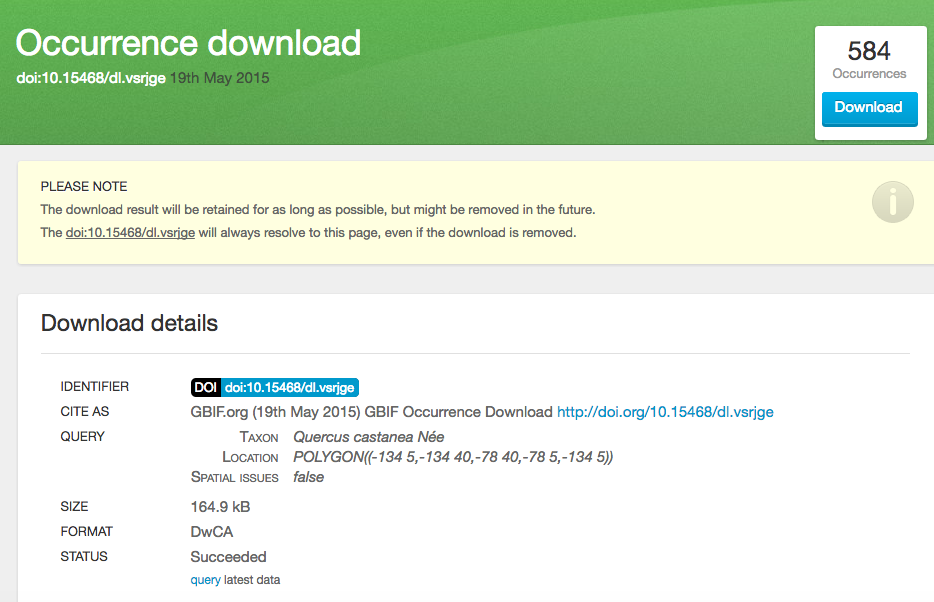 Occurrence download
doi:10.15468/dl.vsrjge 19th May 2015
584
Occurrences
Download
PLEASE NOTE
The download result will be retained for as long as possible, but might be removed in the future.
The doi:10.15468/dl.vsrjge will always resolve to this page, even if the download is removed.
i
Download details
IDENTIFIER DOI doi:10.15468/dl.vsrjge
CITE AS GBIF.org (19th May 2015) GBIF Occurrence Download http://doi.org/10.15468/dl.vsrjge
QUERY TAXON Quercus castanea Née
LOCATION POLYGON((-134 5,-134 40,-78 40,-78 5,-134 5))
SPATIAL ISSUES false
SIZE 164.9 kB
FORMAT DwCA
STATUS Succeeded
query latest data